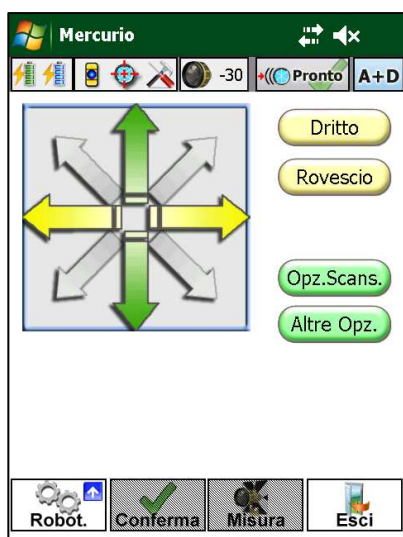 Mercurio
-30 Pronto A+D
Dritto
Rovescio
Opz.Scans.
Altre Opz.
Robot. Conferma Misura Esci